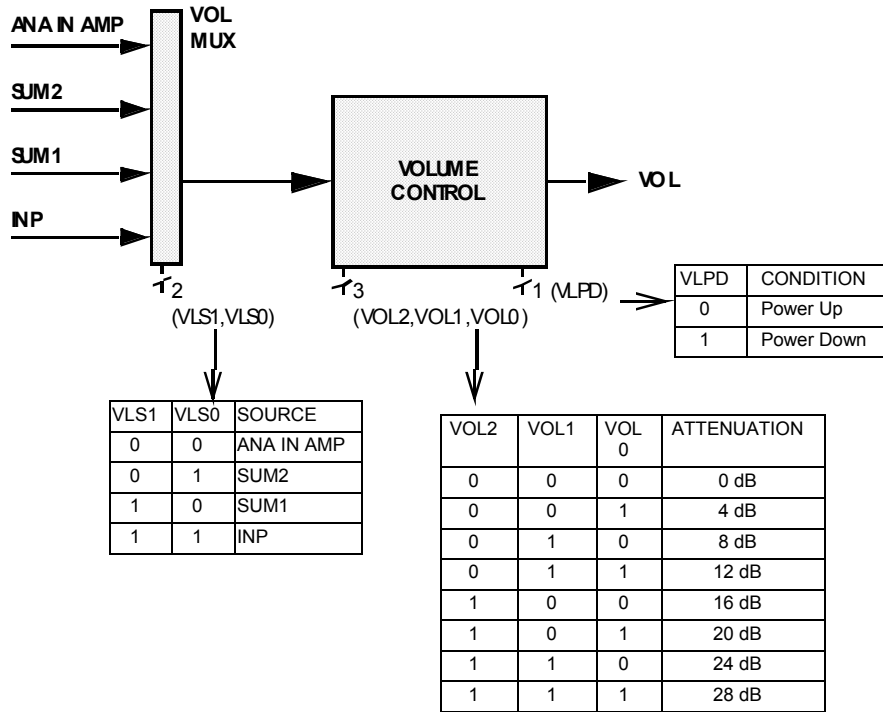 ANA IN AMP
VOL
MUX
SUM2
SUM1
INP
VOLUME
CONTROL
VOL
2
(VLS1,VLS0)
3
(VOL2,VOL1,VOL0)
1 (VLPD)
VLPD CONDITION
0 Power Up
1 Power Down
VLS1 VLS0 SOURCE
0 0 ANA IN AMP
0 1 SUM2
1 0 SUM1
1 1 INP
VOL2 VOL1 VOL 0 ATTENUATION
0 0 0 0 dB
0 0 1 4 dB
0 1 0 8 dB
0 1 1 12 dB
1 0 0 16 dB
1 0 1 20 dB
1 1 0 24 dB
1 1 1 28 dB